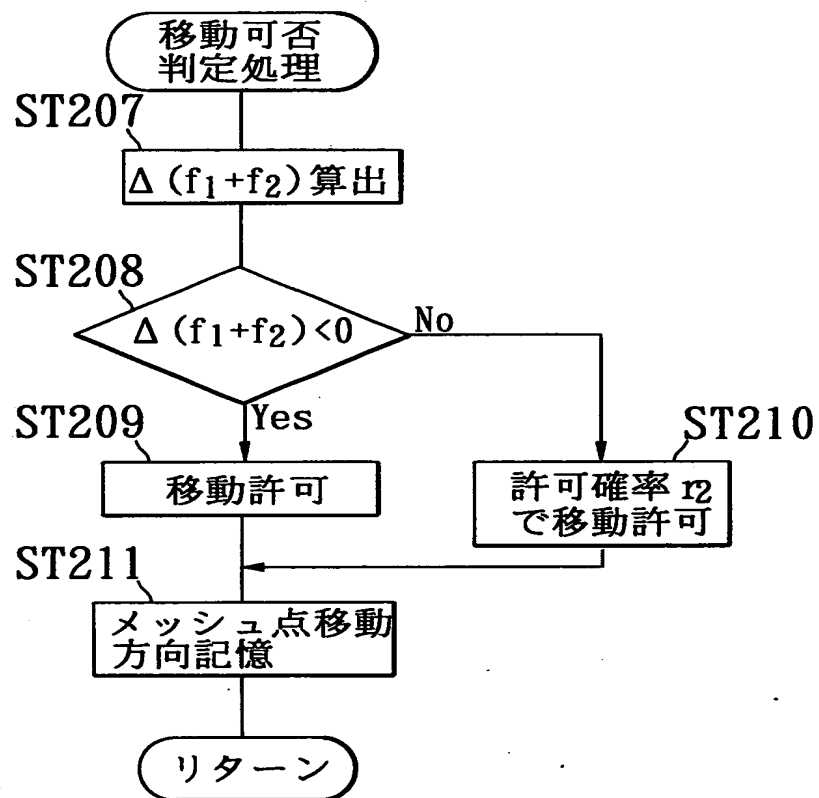 移動可否
判定処理
ST207
Δ(f1+f2)算出
ST208
Δ(f1+f2)<0
No
Yes
ST209
移動許可
ST210
許可確率r2
で移動許可
ST211
メッシュ点移動
方向記憶
リターン